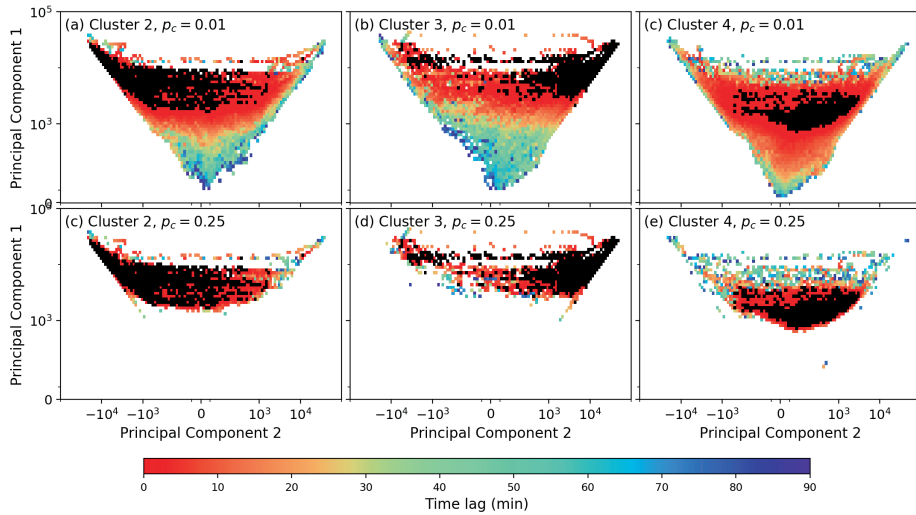 (a) Cluster 2, p_c = 0.01
(b) Cluster 3, p_c = 0.01
(c) Cluster 4, p_c = 0.01
10^5
10^3
0
Principal Component 1
(c) Cluster 2, p_c = 0.25
(d) Cluster 3, p_c = 0.25
(e) Cluster 4, p_c = 0.25
10^3
0
Principal Component 1
−10^4 −10^3 0 10^3 10^4
−10^4 −10^3 0 10^3 10^4
−10^4 −10^3 0 10^3 10^4
Principal Component 2
Principal Component 2
Principal Component 2
0 10 20 30 40 50 60 70 80 90
Time lag (min)